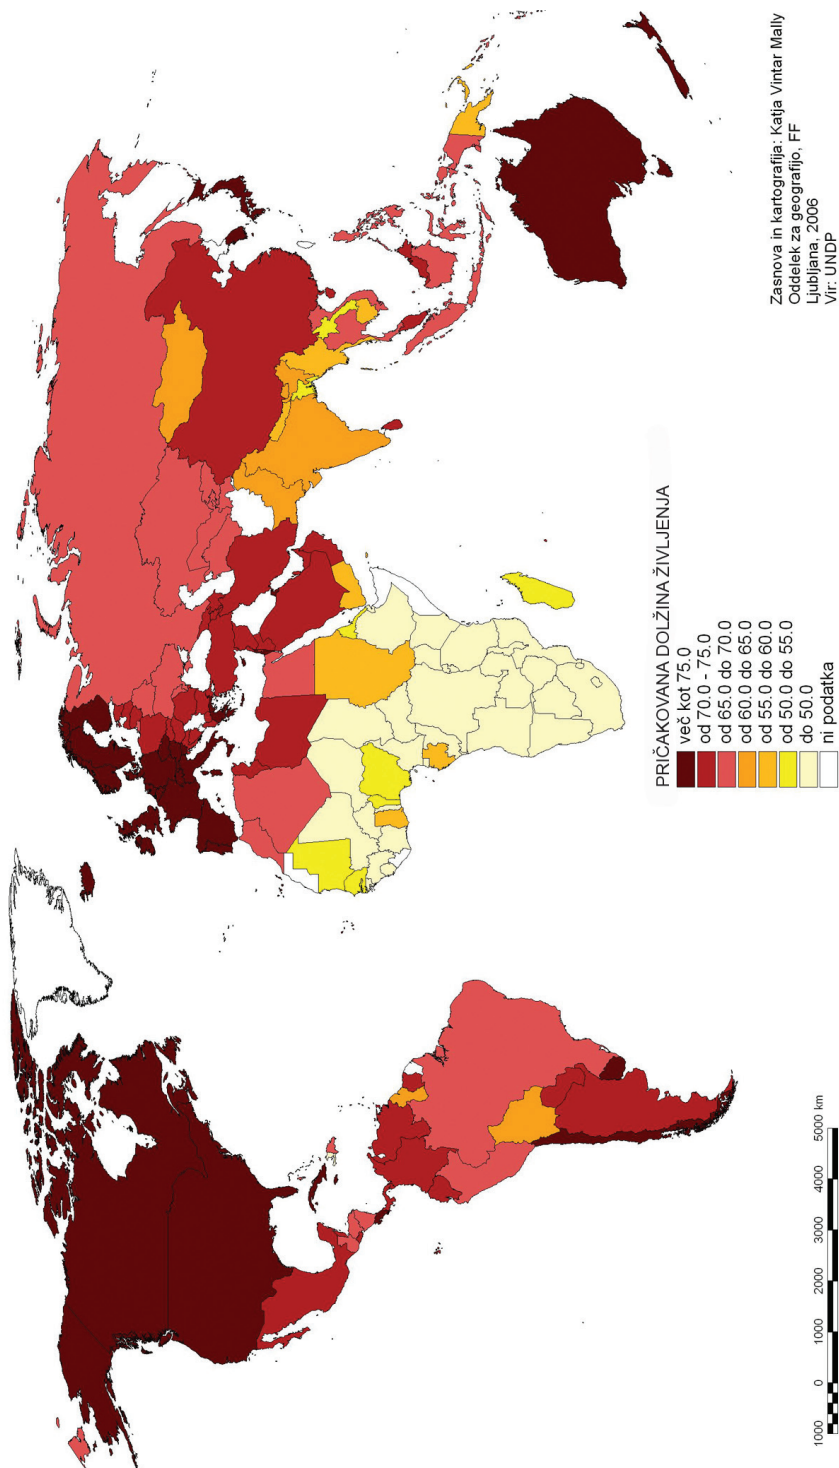 Zasnova in kartografija: Katja Vintar Mally
Oddelek za geografijo, FF
Ljubljana, 2006
Vir: UNDP
PRIČAKOVANA DOLŽINA ŽIVLJENJA
več kot 75.0
od 70.0 - 75.0
od 65.0 do 70.0
od 60.0 do 65.0
od 55.0 do 60.0
od 50..0 do 55.0
do 50.0
ni podatka
1000 0 1000 2000 3000 4000 5000 km